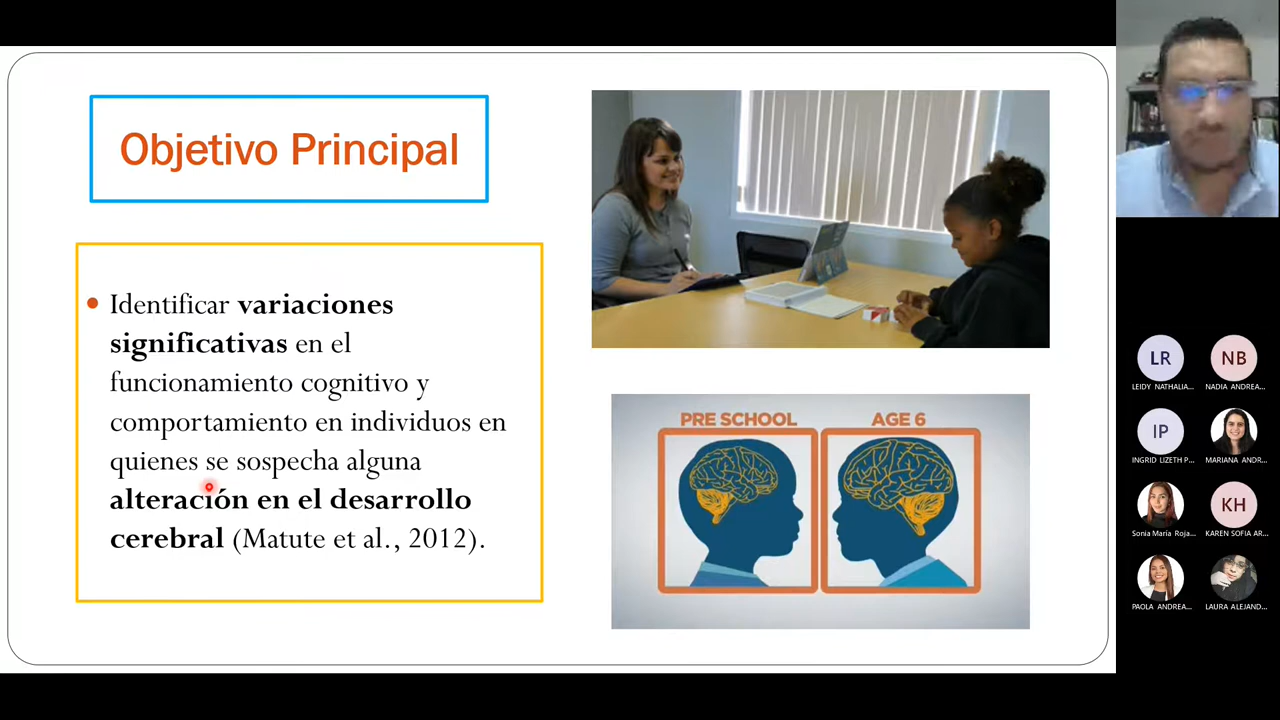 Objetivo Principal
Identificar variaciones
significativas en el
funcionamiento cognitivo y
comportamiento en individuos en
quienes se sospecha alguna
alteración en el desarrollo
cerebral (Matute et al., 2012).
PRE SCHOOL
AGE 6
LR
NB
LEIDY NATHALIA...
NADIA ANDREA...
IP
INGRID LIZETH P...
MARIANA ANDR...
KH
Sonia María Roja...
KAREN SOFIA AR...
PAOLA ANDREA...
LAURA ALEJAND...